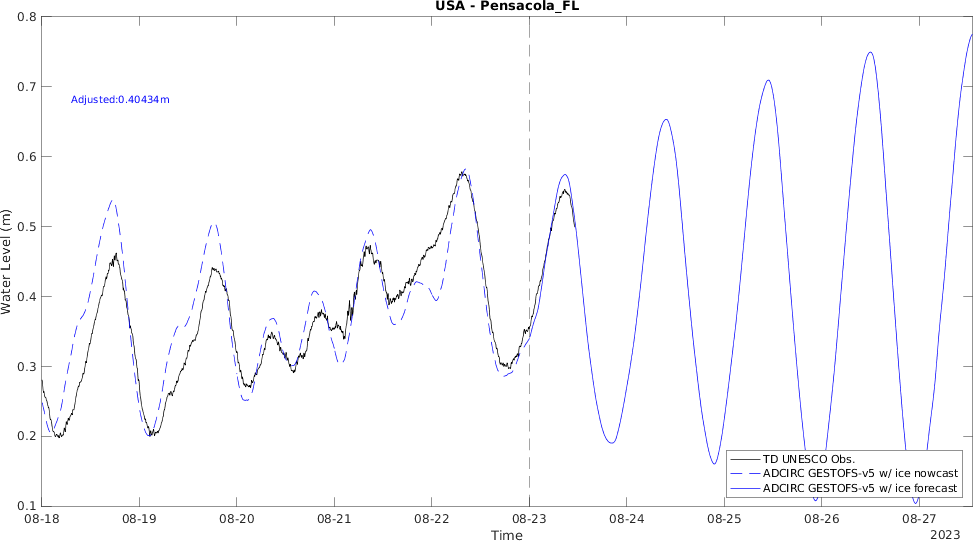 USA - Pensacola_FL
0.8
0.7
0.6
0.5
0.4
0.3
0.2
0.1
Water Level (m)
Adjusted:0.40434m
TD UNESCO Obs.
ADCIRC GESTOFS-v5 w/ ice nowcast
ADCIRC GESTOFS-v5 w/ ice forecast
08-18 08-19 08-20 08-21 08-22 08-23 08-24 08-25 08-26 08-27
Time
2023